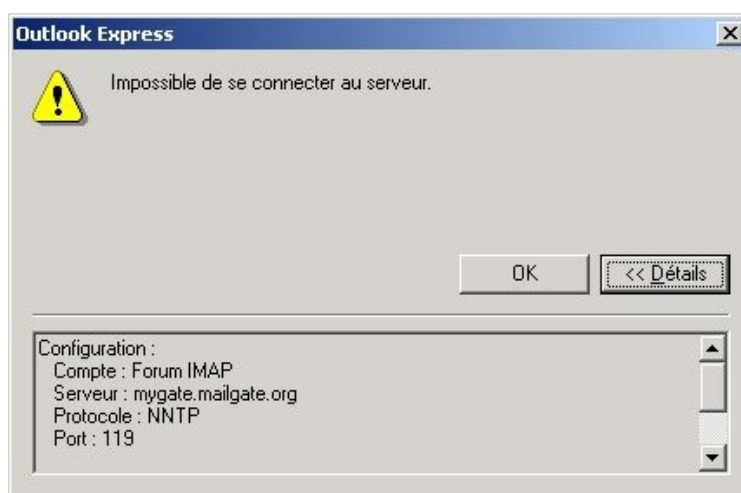 Outlook Express
Impossible de se connecter au serveur.
OK
<< Détails
Configuration :
Compte : Forum IMAP
Serveur : mygate.mailgate.org
Protocole : NNTP
Port : 119